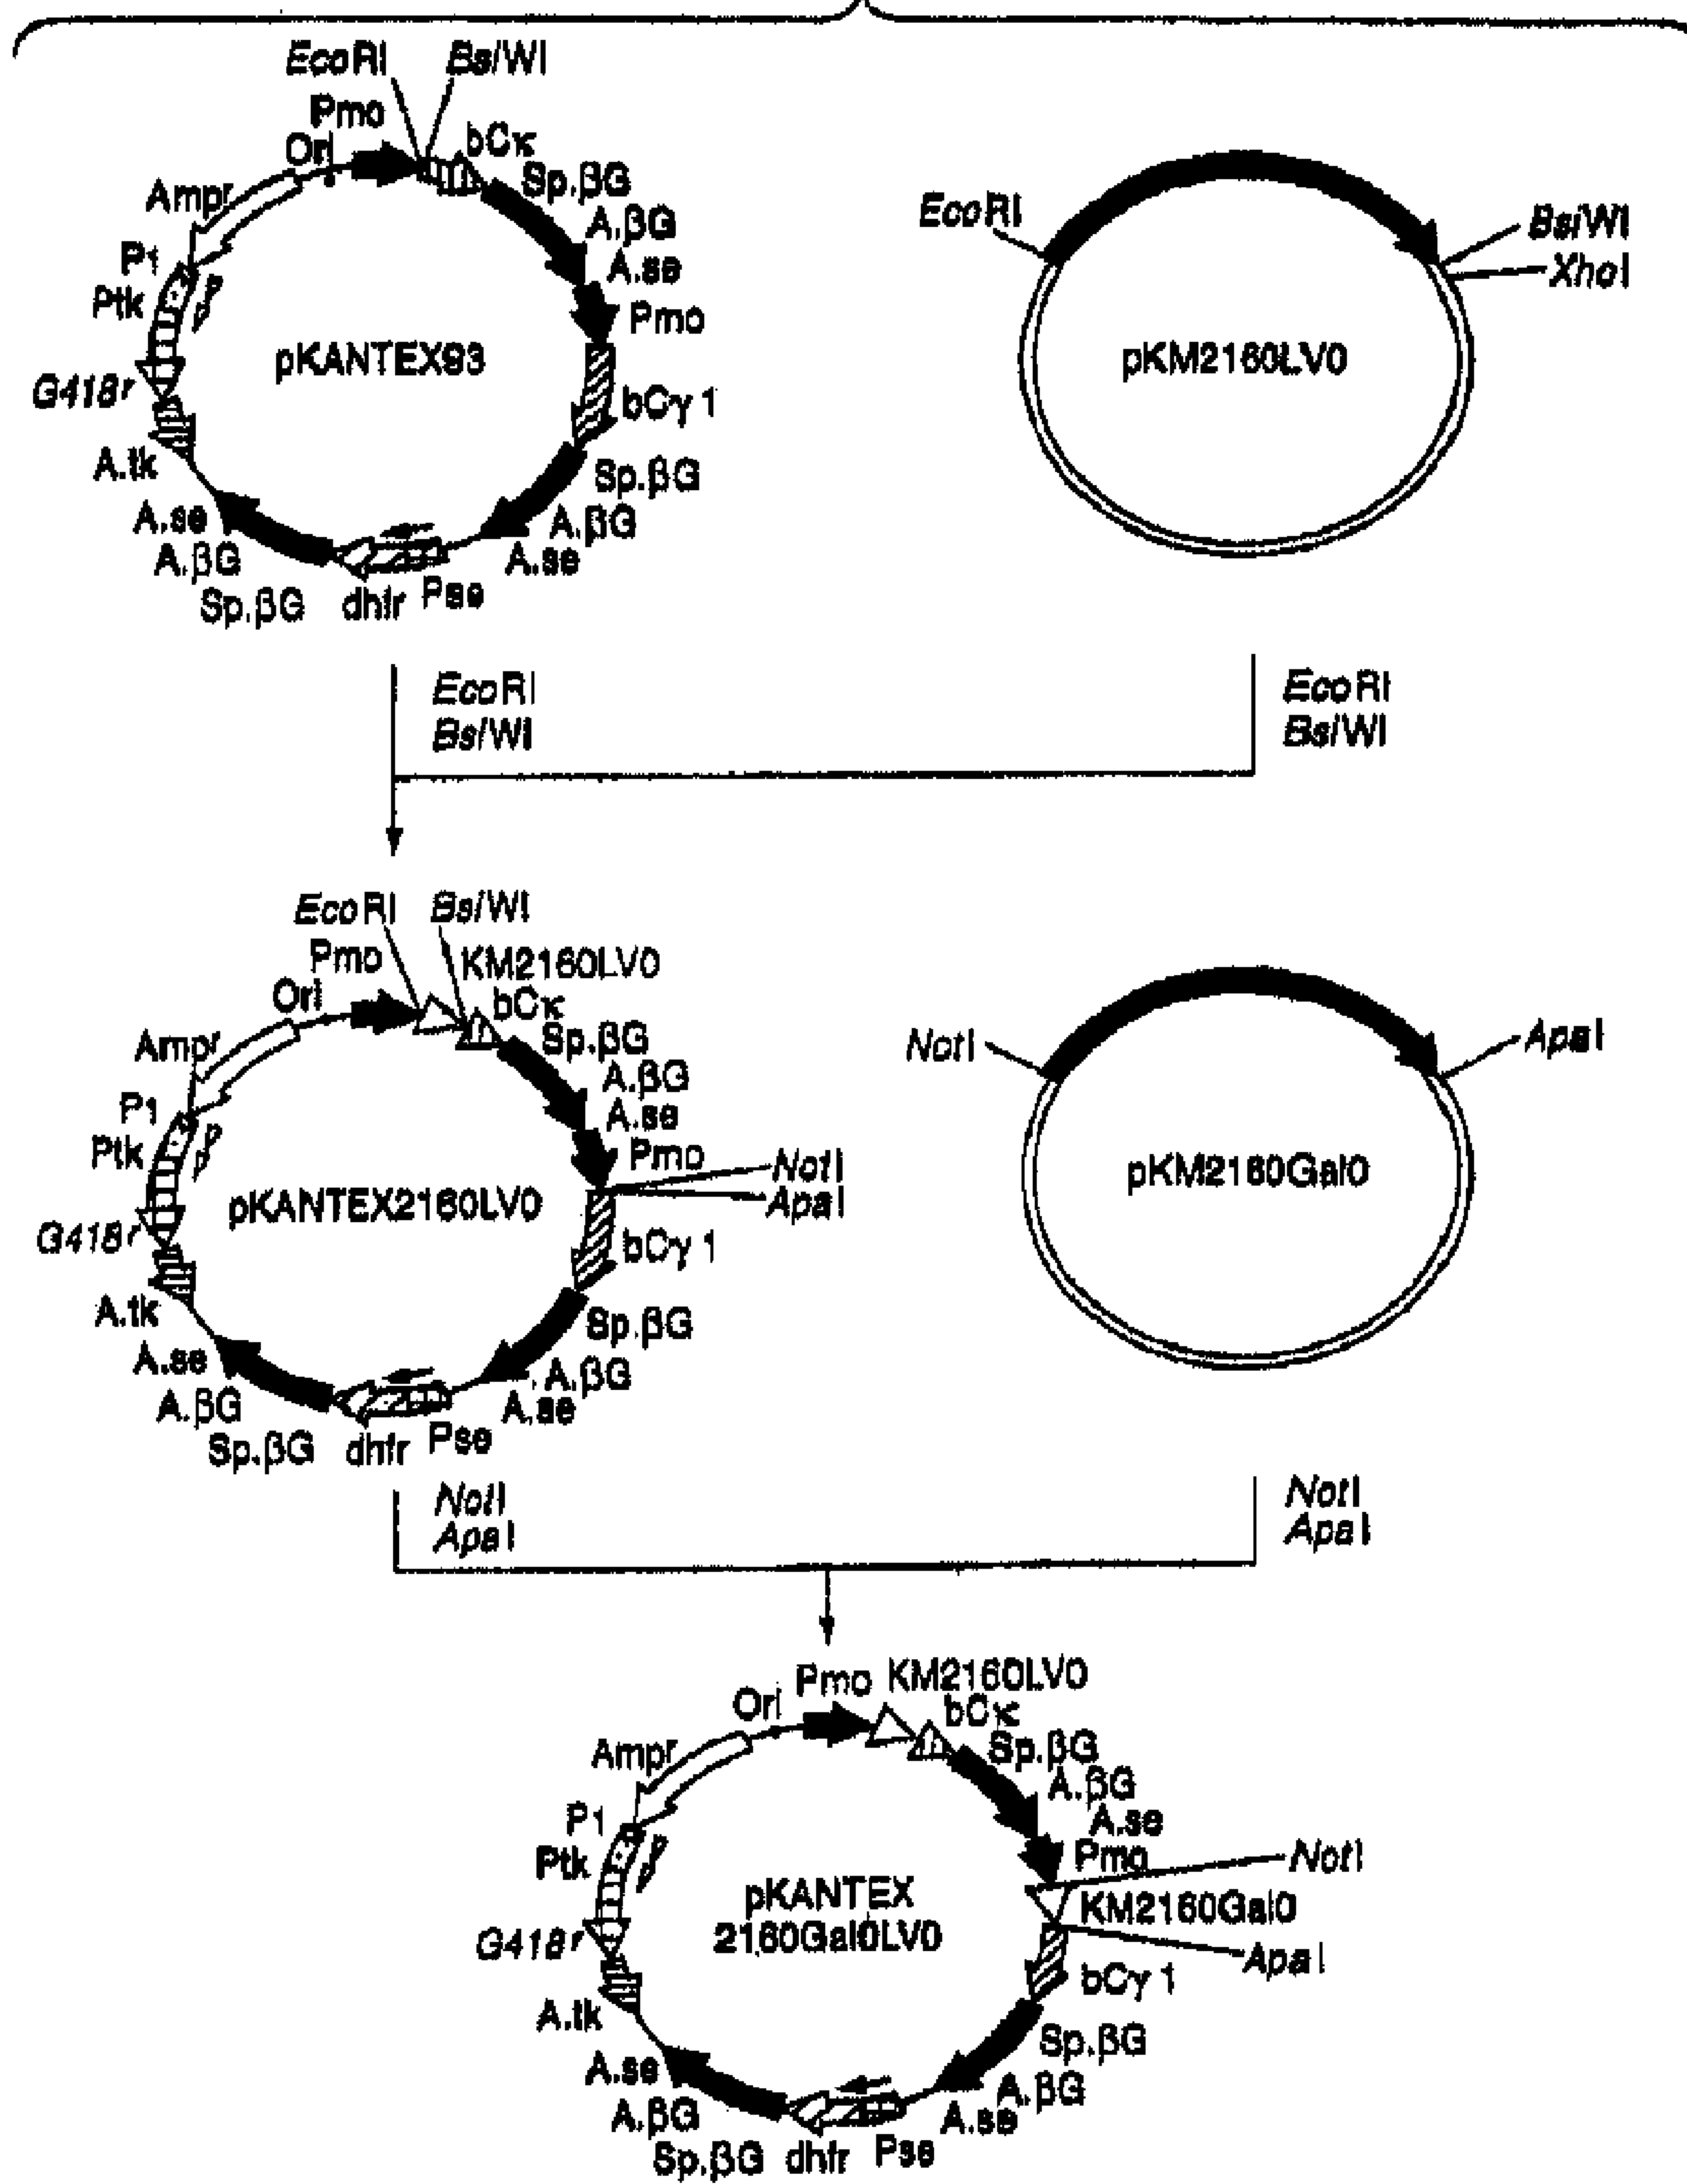 EcoRI BsiWI
Pmo
Ori
bCκ
Sp.βG
Ampr
A.βG
A.se
P1
Ptk
Pmo
pKANTEX93
G418r
bCγ1
A.tk
Sp.βG
A.se
A.βG
A.βG
A.se
Sp.βG dhfr Pse
EcoRI
BsiWI
XhoI
pKM2160LV0
EcoRI
BsiWI
EcoRI
BsiWI
EcoRI BsiWI
Pmo
KM2160LV0
Ori
bCκ
Sp.βG
Ampr
A.βG
A.se
P1
Ptk
Pmo
NotI
ApaI
pKANTEX2160LV0
G418r
bCγ1
A.tk
Sp.βG
A.se
A.βG
A.βG
A.se
Sp.βG dhfr Pse
NotI
ApaI
pKM2160Gal0
NotI
ApaI
NotI
ApaI
Pmo KM2160LV0
Ori
bCκ
Sp.βG
Ampr
A.βG
A.se
P1
Pmo
NotI
Ptk
pKANTEX
2160Gal0LV0
KM2160Gal0
G418r
ApaI
bCγ1
A.tk
Sp.βG
A.se
A.βG
A.βG
A.se
Sp.βG dhfr Pse